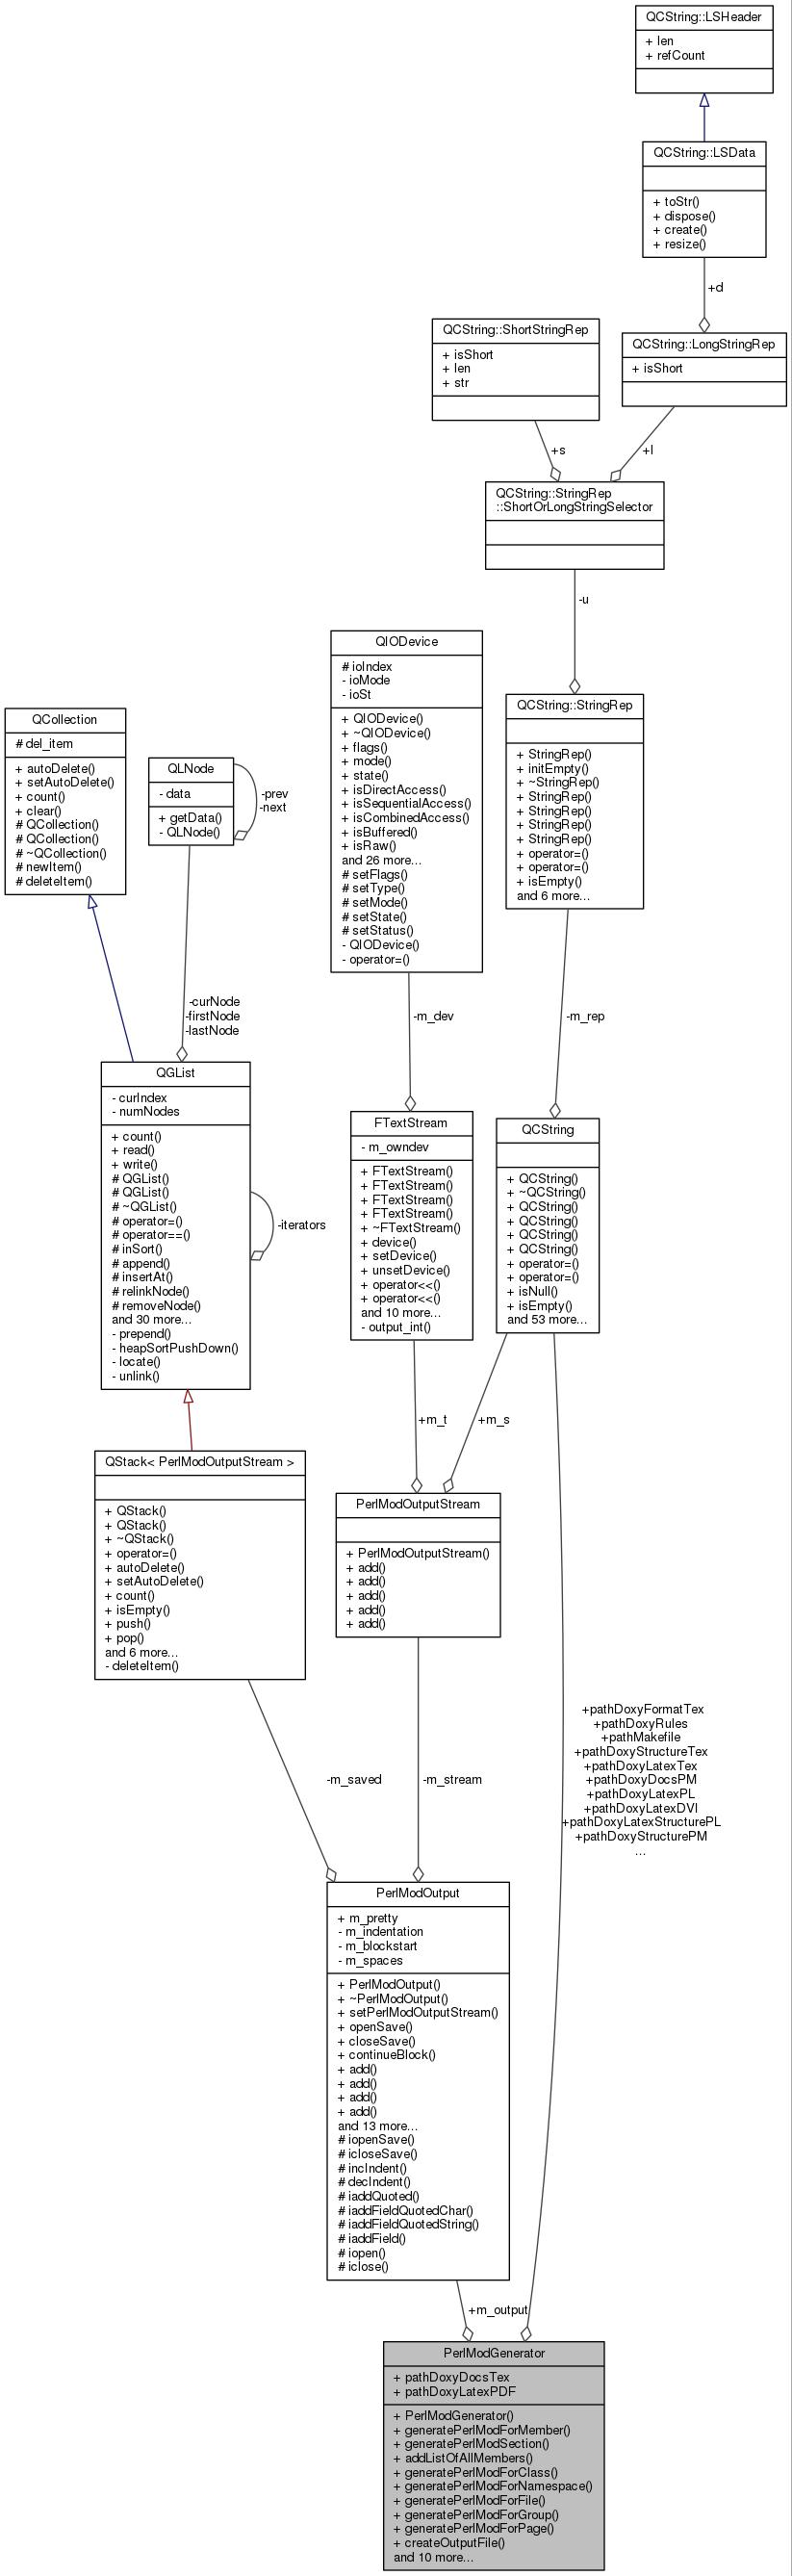 QCString::LSHeader
+ len
+ refCount
QCString::LSData
+ toStr()
+ dispose()
+ create()
+ resize()
+d
QCString::ShortStringRep
+ isShort
+ len
+ str
QCString::LongStringRep
+ isShort
+s
+l
QCString::StringRep
::ShortOrLongStringSelector
-u
QIODevice
# ioIndex
- ioMode
- ioSt
+ QIODevice()
+ ~QIODevice()
+ flags()
+ mode()
+ state()
+ isDirectAccess()
+ isSequentialAccess()
+ isCombinedAccess()
+ isBuffered()
+ isRaw()
and 26 more...
# setFlags()
# setType()
# setMode()
# setState()
# setStatus()
- QIODevice()
- operator=()
QCString::StringRep
+ StringRep()
+ initEmpty()
+ ~StringRep()
+ StringRep()
+ StringRep()
+ StringRep()
+ StringRep()
+ operator=()
+ operator=()
+ isEmpty()
and 6 more...
QCollection
# del_item
+ autoDelete()
+ setAutoDelete()
+ count()
+ clear()
# QCollection()
# QCollection()
# ~QCollection()
# newItem()
# deleteItem()
QLNode
- data
+ getData()
- QLNode()
-prev
-next
-curNode
-firstNode
-lastNode
-m_dev
-m_rep
QGList
- curIndex
- numNodes
+ count()
+ read()
+ write()
# QGList()
# QGList()
# ~QGList()
# operator=()
# operator==()
# inSort()
# append()
# insertAt()
# relinkNode()
# removeNode()
and 30 more...
- prepend()
- heapSortPushDown()
- locate()
- unlink()
-iterators
FTextStream
- m_owndev
+ FTextStream()
+ FTextStream()
+ FTextStream()
+ FTextStream()
+ ~FTextStream()
+ device()
+ setDevice()
+ unsetDevice()
+ operator<<()
+ operator<<()
and 10 more...
- output_int()
QCString
+ QCString()
+ ~QCString()
+ QCString()
+ QCString()
+ QCString()
+ QCString()
+ operator=()
+ operator=()
+ isNull()
+ isEmpty()
and 53 more...
+m_t
+m_s
QStack< PerlModOutputStream >
+ QStack()
+ QStack()
+ ~QStack()
+ operator=()
+ autoDelete()
+ setAutoDelete()
+ count()
+ isEmpty()
+ push()
+ pop()
and 6 more...
- deleteItem()
PerlModOutputStream
+ PerlModOutputStream()
+ add()
+ add()
+ add()
+ add()
+ add()
-m_saved
-m_stream
+pathDoxyFormatTex
+pathDoxyRules
+pathMakefile
+pathDoxyStructureTex
+pathDoxyLatexTex
+pathDoxyDocsPM
+pathDoxyLatexPL
+pathDoxyLatexDVI
+pathDoxyLatexStructurePL
+pathDoxyStructurePM
...
PerlModOutput
+ m_pretty
- m_indentation
- m_blockstart
- m_spaces
+ PerlModOutput()
+ ~PerlModOutput()
+ setPerlModOutputStream()
+ openSave()
+ closeSave()
+ continueBlock()
+ add()
+ add()
+ add()
+ add()
and 13 more...
# iopenSave()
# icloseSave()
# incIndent()
# decIndent()
# iaddQuoted()
# iaddFieldQuotedChar()
# iaddFieldQuotedString()
# iaddField()
# iopen()
# iclose()
+m_output
PerlModGenerator
+ pathDoxyDocsTex
+ pathDoxyLatexPDF
+ PerlModGenerator()
+ generatePerlModForMember()
+ generatePerlModSection()
+ addListOfAllMembers()
+ generatePerlModForClass()
+ generatePerlModForNamespace()
+ generatePerlModForFile()
+ generatePerlModForGroup()
+ generatePerlModForPage()
+ createOutputFile()
and 10 more...